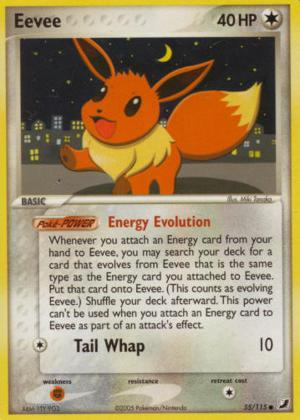 Eevee
40 HP
BASIC
Illus. Miki Tanaka
Poké-POWER Energy Evolution
Whenever you attach an Energy card from your
hand to Eevee, you may search your deck for a
card that evolves from Eevee that is the same
type as the Energy card you attached to Eevee.
Put that card onto Eevee. (This counts as evolving
Eevee.) Shuffle your deck afterward. This power
can't be used when you attach an Energy card to
Eevee as part of an attack's effect.
Tail Whap 10
weakness resistance retreat cost
©2005 Pokémon/Nintendo
55/115